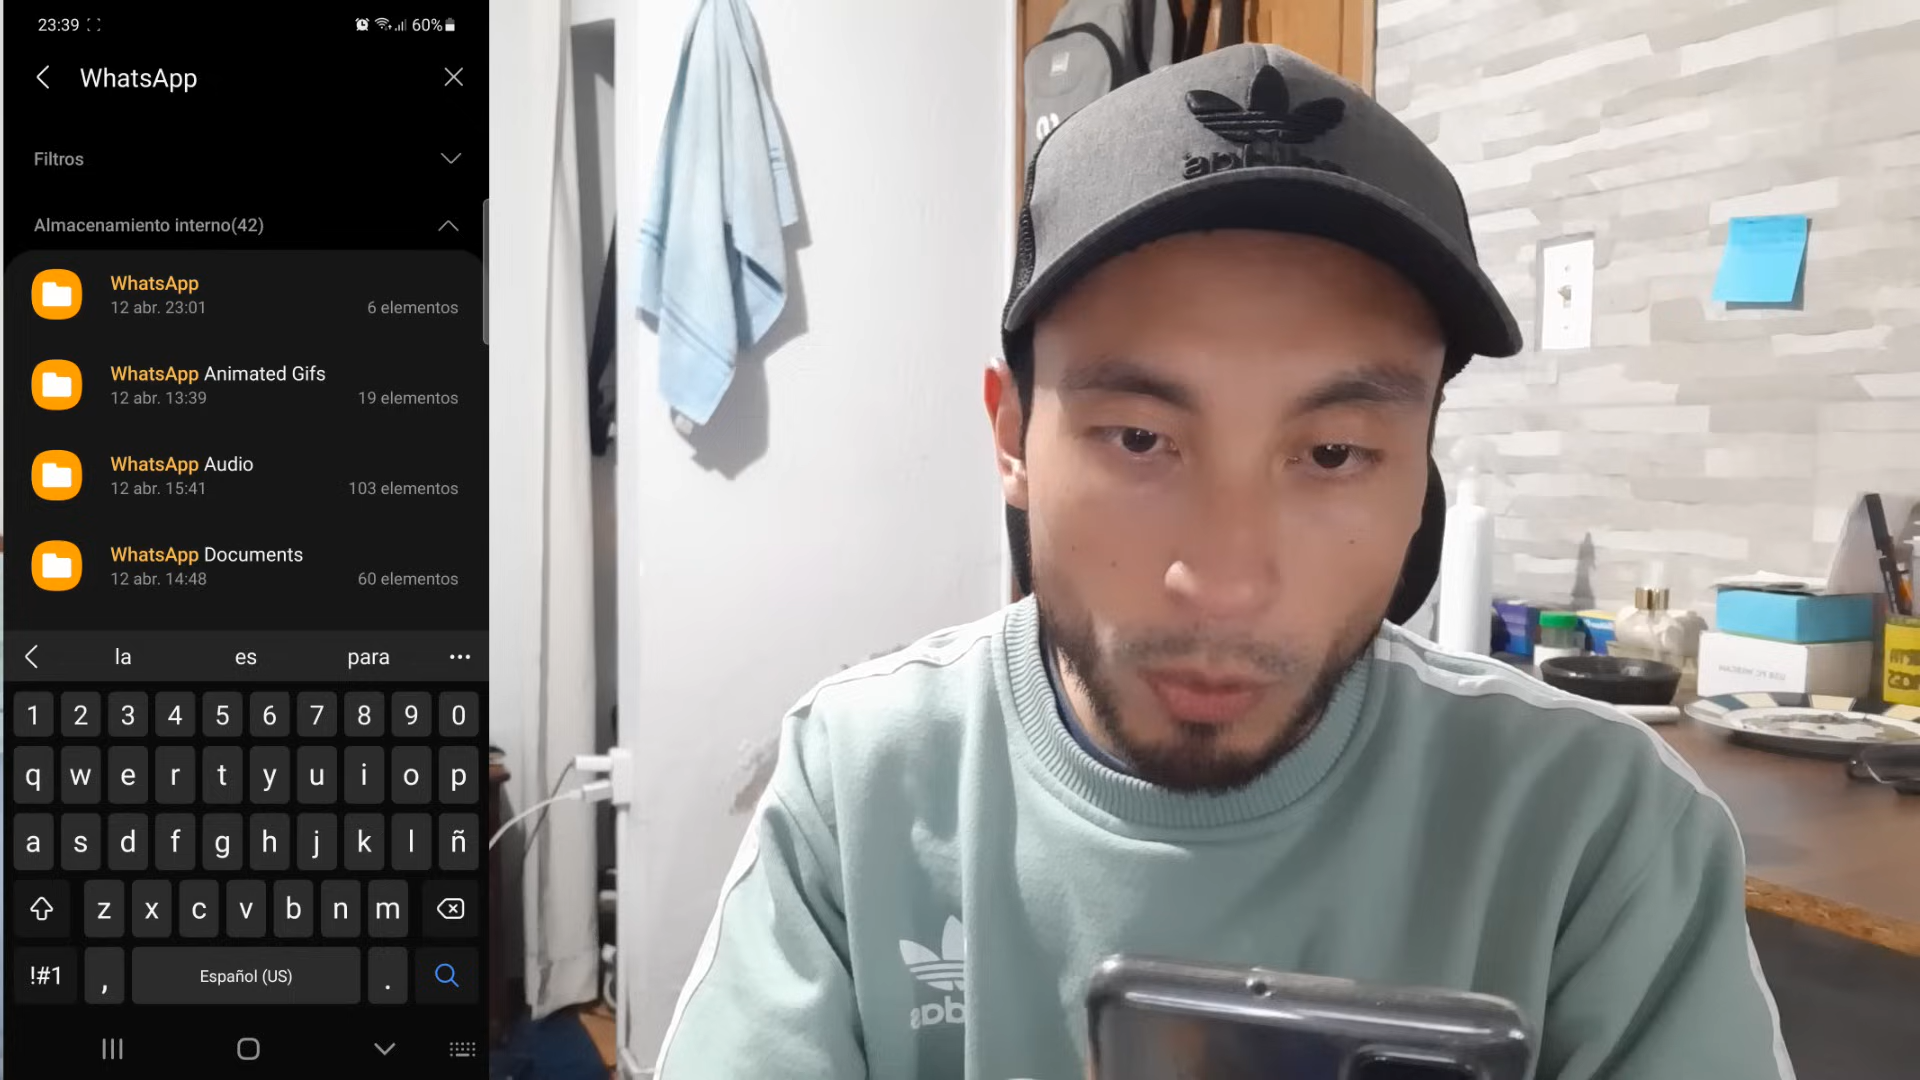 23:39
60%
WhatsApp
Filtros
Almacenamiento interno(42)
WhatsApp
12 abr. 23:01
6 elementos
WhatsApp Animated Gifs
12 abr. 13:39
19 elementos
WhatsApp Audio
12 abr. 15:41
103 elementos
WhatsApp Documents
12 abr. 14:48
60 elementos
la es para
1 2 3 4 5 6 7 8 9 0
q w e r t y u i o p
a s d f g h j k l ñ
z x c v b n m
!#1 , Español (US) .
adidas